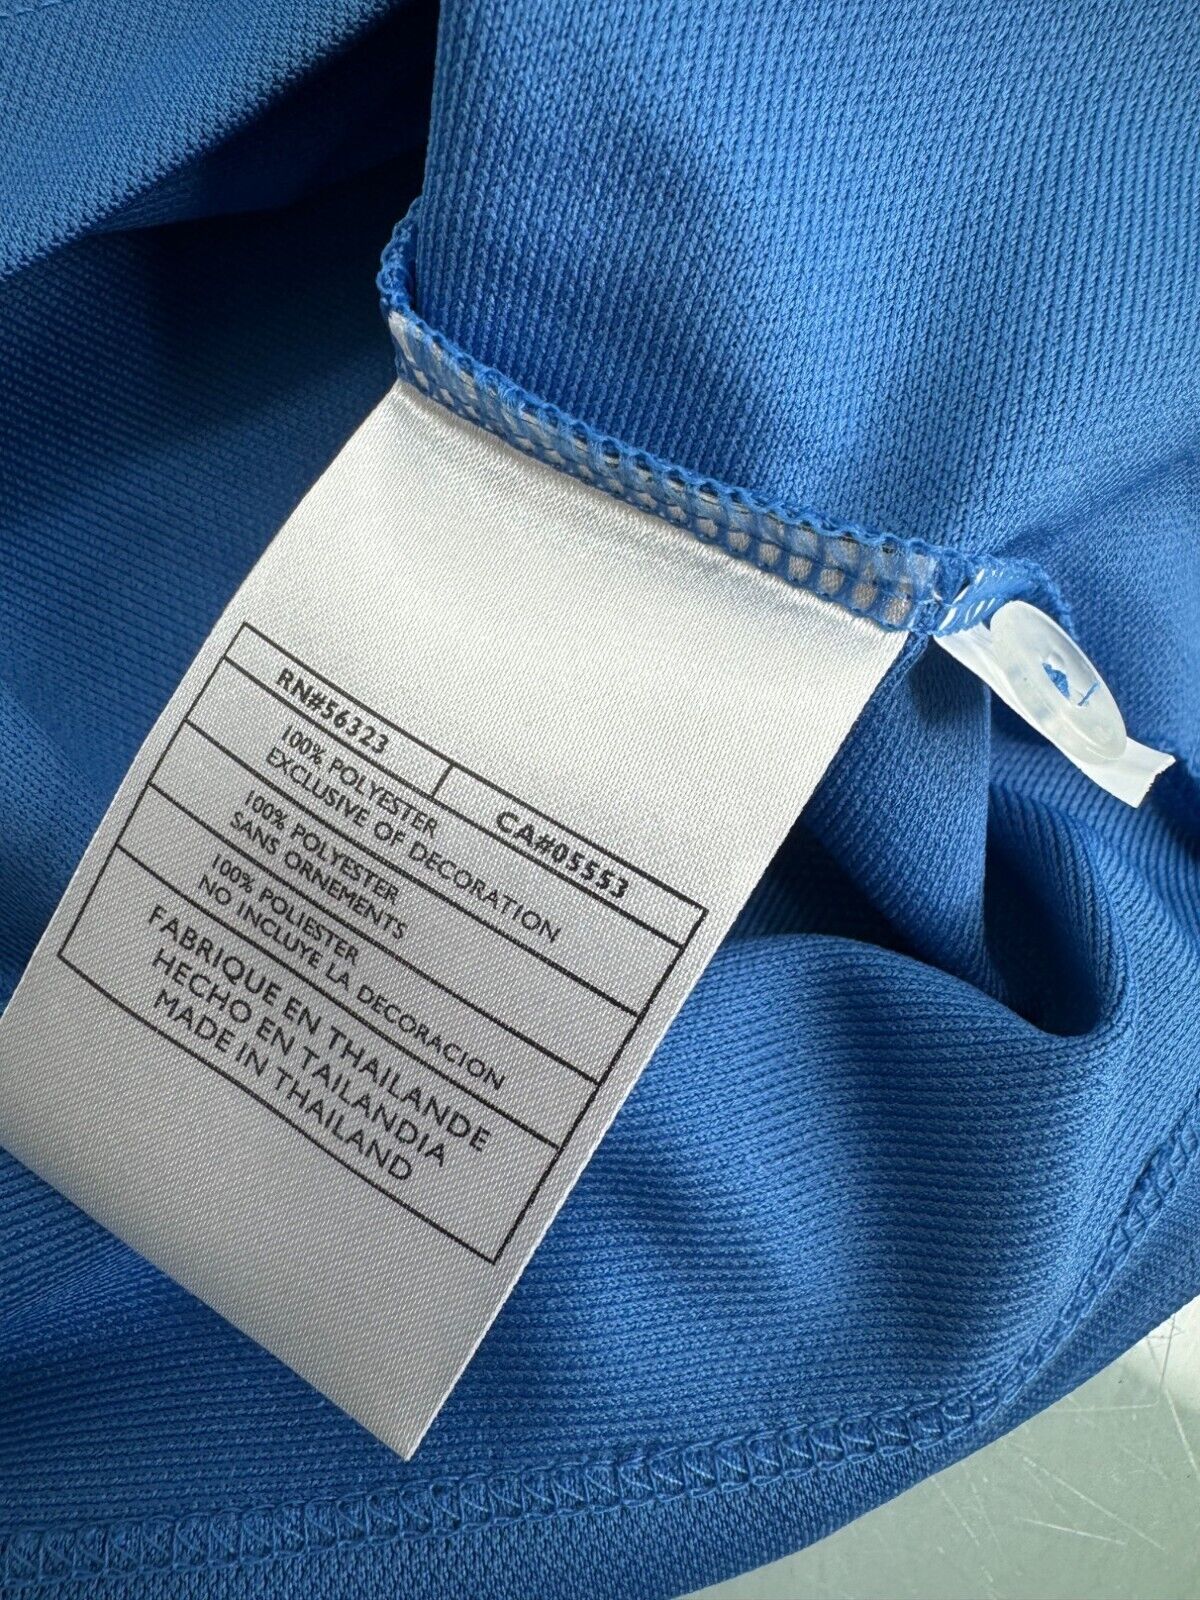 RN#56323
CA#05553
100% POLYESTER
EXCLUSIVE OF DECORATION
100% POLYESTER
SANS ORNEMENTS
100% POLIESTER
NO INCLUYE LA DECORACION
FABRIQUE EN THAILANDE
HECHO EN TAILANDIA
MADE IN THAILAND